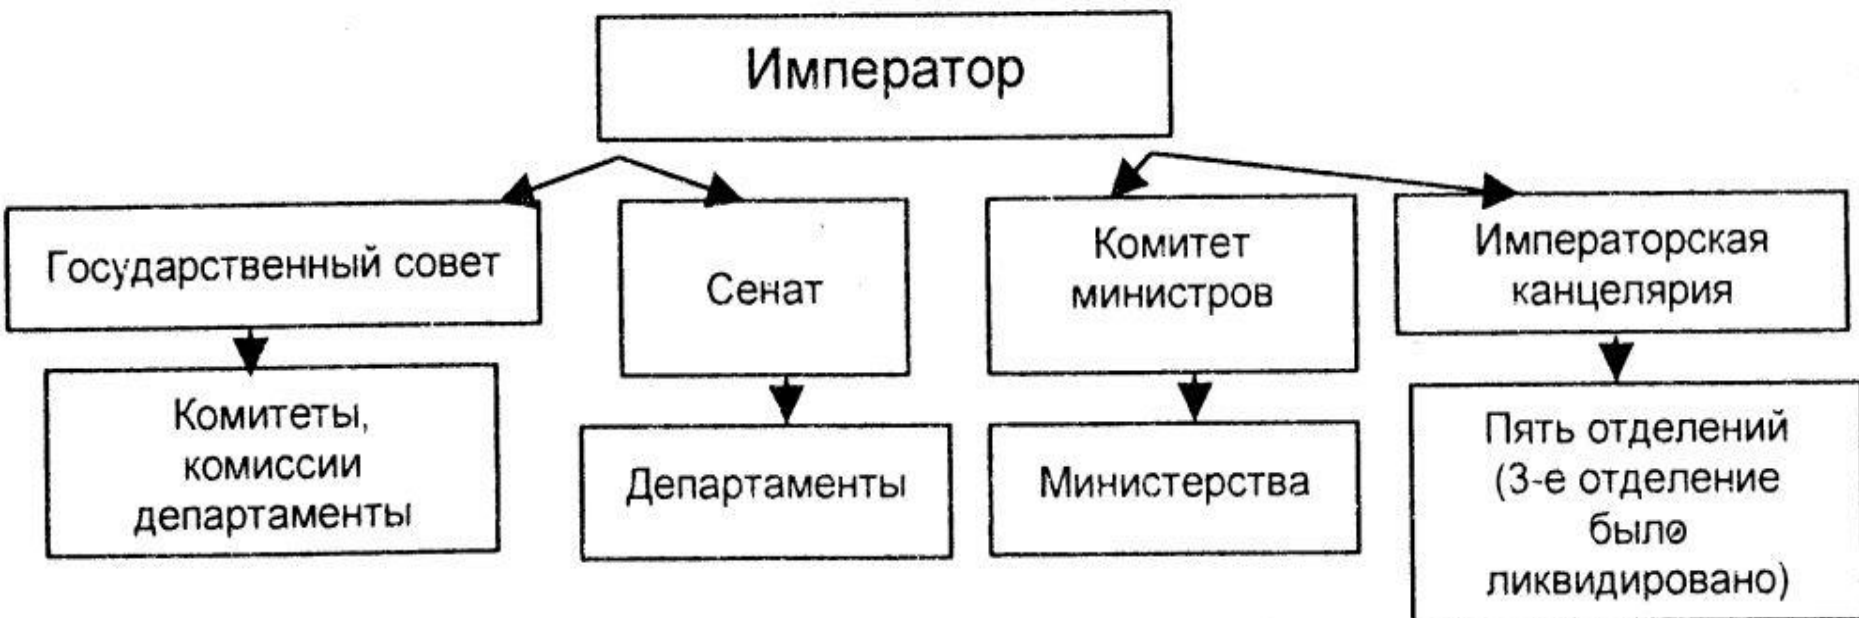 Император
Государственный совет
Сенат
Комитет
министров
Императорская
канцелярия
Комитеты,
комиссии
департаменты
Департаменты
Министерства
Пять отделений
(3-е отделение
было
ликвидировано)